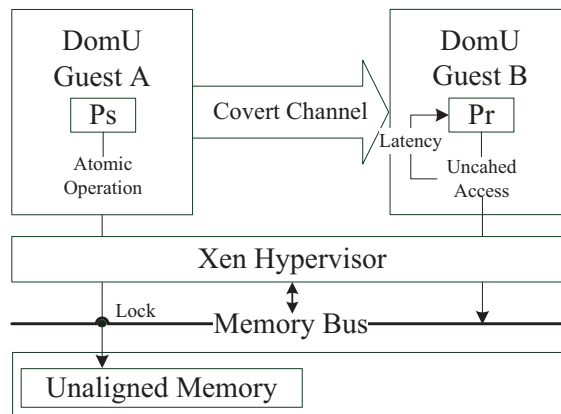 DomU
Guest A
Ps
Atomic
Operation
Covert Channel
DomU
Guest B
Pr
Latency
Uncahed
Access
Xen Hypervisor
Lock
Memory Bus
Unaligned Memory